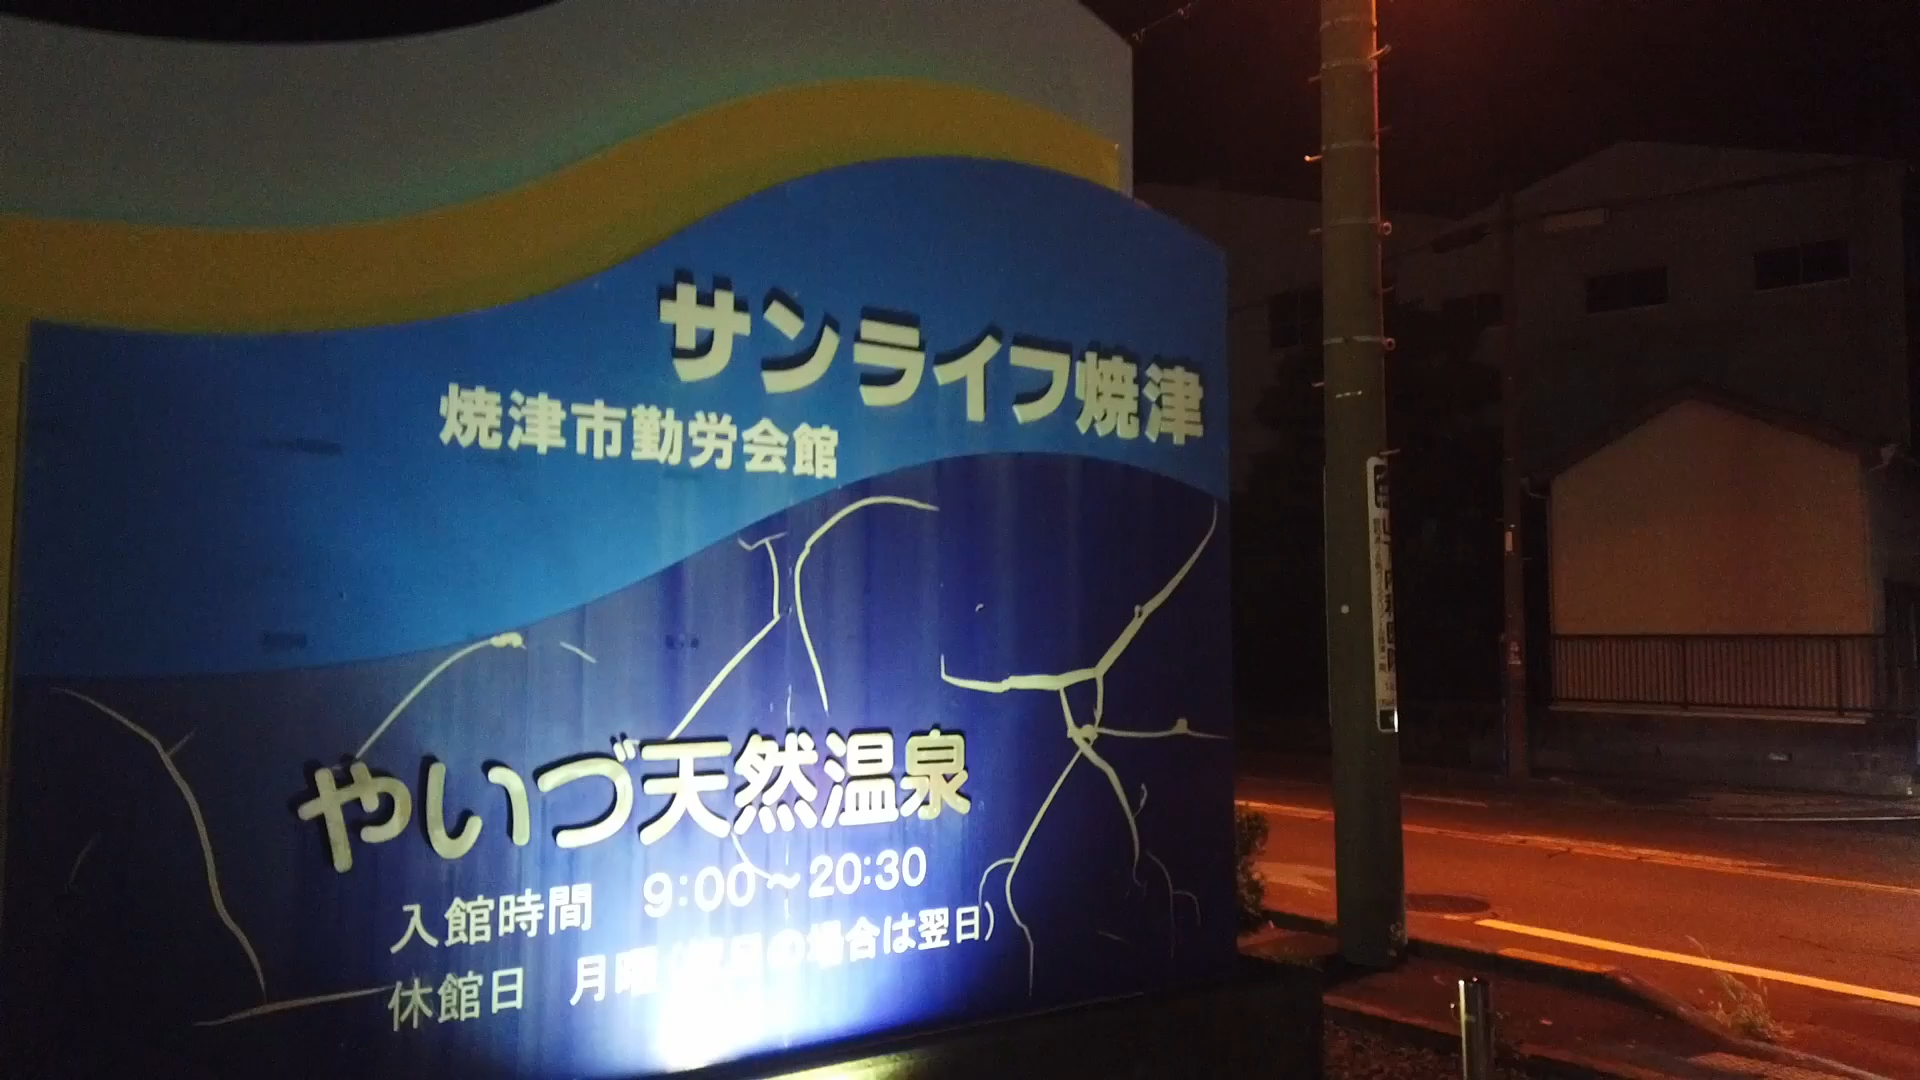 サンライフ焼津
焼津市勤労会館
やいづ天然温泉
入館時間 9:00～20:30
休館日 月曜 の場合は翌日)